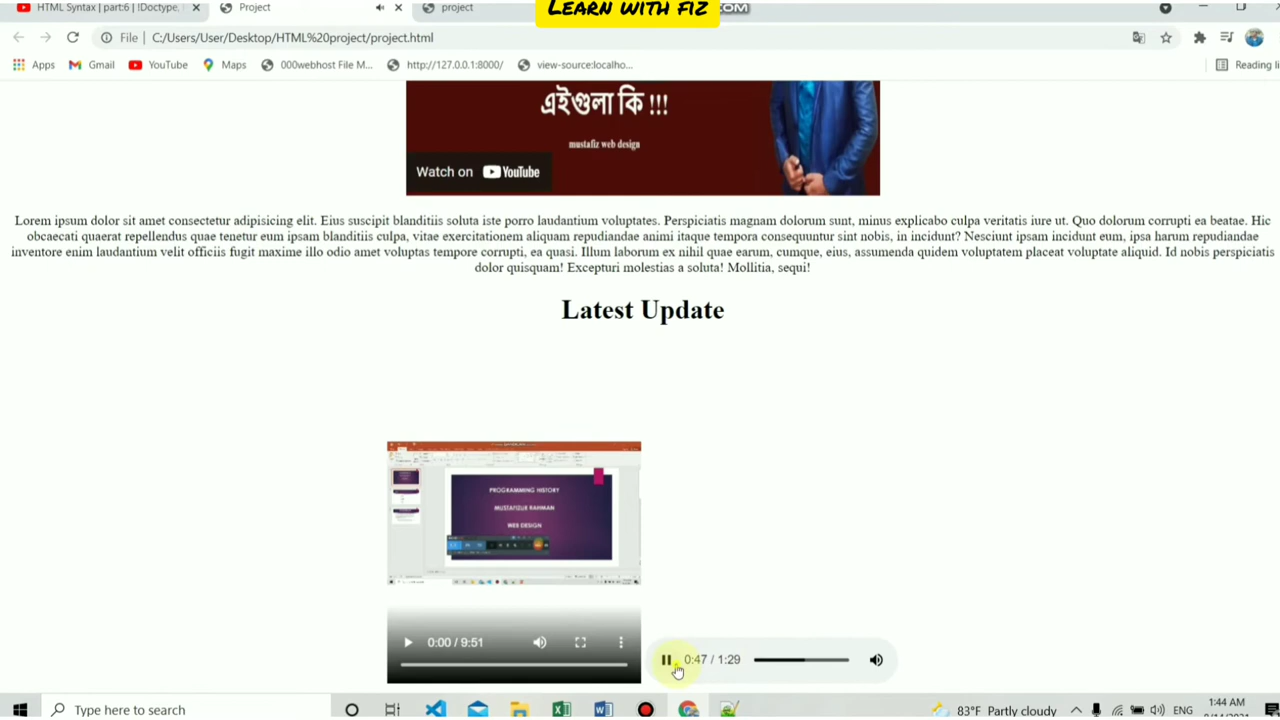 Learn with fiz
COM
HTML Syntax | part:6 | !Doctype.
Project
project
File
C:/Users/User/Desktop/HTML%20project/project.html
Apps
Gmail
YouTube
Maps
000webhost File M...
http://127.0.0.1:8000/
view-source:localho...
Reading li
এইগুলা কি !!!
mustafiz web design
Watch on YouTube
Lorem ipsum dolor sit amet consectetur adipisicing elit. Eius suscipit blanditiis soluta iste porro laudantium voluptates. Perspiciatis magnam dolorum sunt, minus explicabo culpa veritatis iure ut. Quo dolorum corrupti ea beatae. Hic
obcaecati quaerat repellendus quae tenetur eum ipsam blanditiis culpa, vitae exercitationem aliquam repudiandae animi itaque tempora consequuntur sint nobis, in incidunt? Nesciunt ipsam incidunt eum, ipsa harum repudiandae
inventore enim laudantium velit officiis fugit maxime illo odio amet voluptas tempore corrupti, ea quasi. Illum laborum ex nihil quae earum, cumque, eius, assumenda quidem voluptatem placeat voluptate aliquid. Id nobis perspiciatis
dolor quisquam! Excepturi molestias a soluta! Mollitia, sequi!
Latest Update
PROGRAMMING HISTORY
MUSTAFIZUR RAHMAN
WEB DESIGN
0:00 / 9:51
0:47 / 1:29
Type here to search
83°F Partly cloudy
ENG
1:44 AM